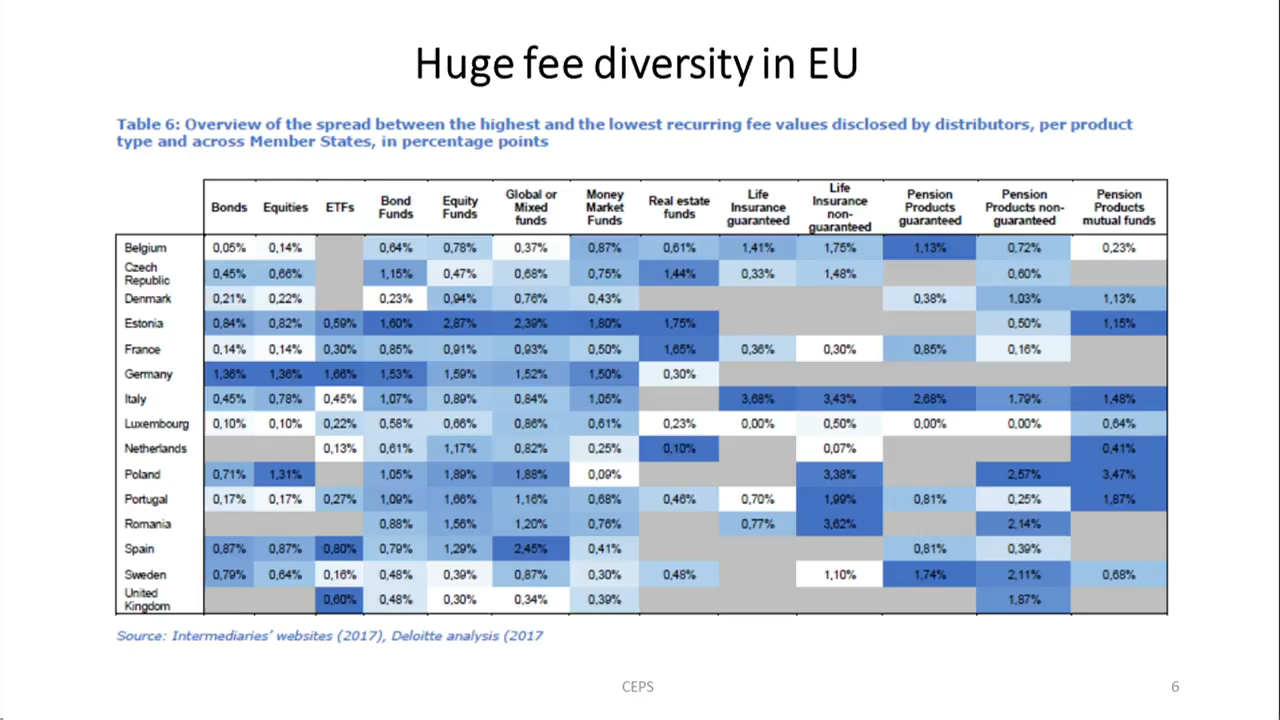 Huge fee diversity in EU
Table 6: Overview of the spread between the highest and the lowest recurring fee values disclosed by distributors, per product
type and across Member States, in percentage points
Bonds Equities ETFs Bond Funds Equity Funds Global or Mixed funds Money Market Funds Real estate funds Life Insurance guaranteed Life Insurance non-guaranteed Pension Products guaranteed Pension Products non-guaranteed Pension Products mutual funds
Belgium 0,05% 0,14% 0,64% 0,78% 0,37% 0,87% 0,61% 1,41% 1,75% 1,13% 0,72% 0,23%
Czech Republic 0,45% 0,66% 1,15% 0,47% 0,68% 0,75% 1,44% 0,33% 1,48% 0,60%
Denmark 0,21% 0,22% 0,23% 0,94% 0,76% 0,43% 0,38% 1,03% 1,13%
Estonia 0,84% 0,82% 0,59% 1,60% 2,87% 2,39% 1,80% 1,75% 0,50% 1,15%
France 0,14% 0,14% 0,30% 0,85% 0,91% 0,93% 0,50% 1,65% 0,36% 0,30% 0,85% 0,16%
Germany 1,36% 1,36% 1,66% 1,53% 1,59% 1,52% 1,50% 0,30%
Italy 0,45% 0,78% 0,45% 1,07% 0,89% 0,84% 1,05% 3,68% 3,43% 2,68% 1,79% 1,48%
Luxembourg 0,10% 0,10% 0,22% 0,58% 0,66% 0,86% 0,61% 0,23% 0,00% 0,50% 0,00% 0,00% 0,64%
Netherlands 0,13% 0,61% 1,17% 0,82% 0,25% 0,10% 0,07% 0,41%
Poland 0,71% 1,31% 1,05% 1,89% 1,88% 0,09% 3,38% 2,57% 3,47%
Portugal 0,17% 0,17% 0,27% 1,09% 1,66% 1,16% 0,68% 0,46% 0,70% 1,99% 0,81% 0,25% 1,87%
Romania 0,88% 1,56% 1,20% 0,76% 0,77% 3,62% 2,14%
Spain 0,87% 0,87% 0,80% 0,79% 1,29% 2,45% 0,41% 0,81% 0,39%
Sweden 0,79% 0,64% 0,16% 0,48% 0,39% 0,87% 0,30% 0,48% 1,10% 1,74% 2,11% 0,68%
United Kingdom 0,60% 0,48% 0,30% 0,34% 0,39% 1,87%
Source: Intermediaries' websites (2017), Deloitte analysis (2017
CEPS
6